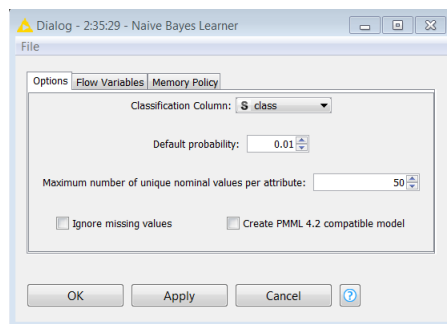 Dialog - 2:35:29 - Naive Bayes Learner
File
Options Flow Variables Memory Policy
Classification Column: S class
Default probability: 0.01
Maximum number of unique nominal values per attribute: 50
Ignore missing values Create PMML 4.2 compatible model
OK Apply Cancel ?